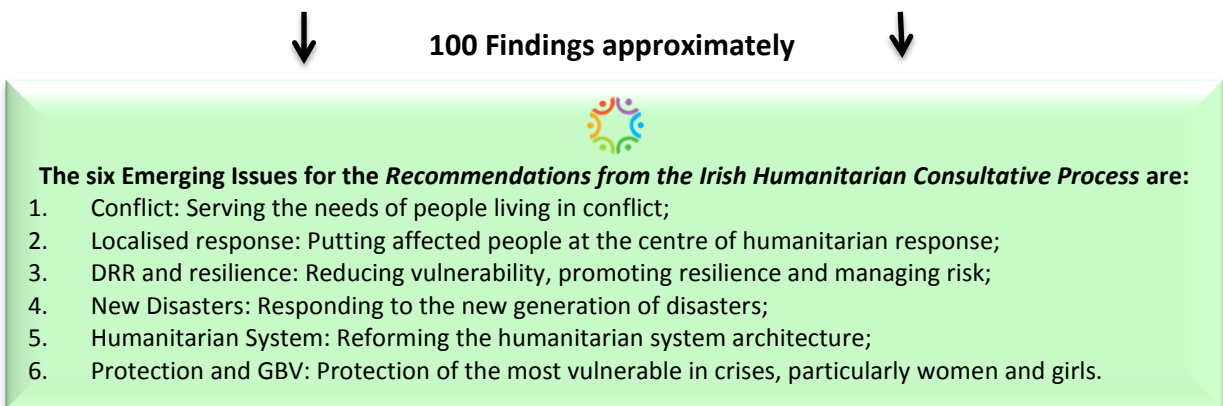 100 Findings approximately
The six Emerging Issues for the Recommendations from the Irish Humanitarian Consultative Process are:
1. Conflict: Serving the needs of people living in conflict;
2. Localised response: Putting affected people at the centre of humanitarian response;
3. DRR and resilience: Reducing vulnerability, promoting resilience and managing risk;
4. New Disasters: Responding to the new generation of disasters;
5. Humanitarian System: Reforming the humanitarian system architecture;
6. Protection and GBV: Protection of the most vulnerable in crises, particularly women and girls.